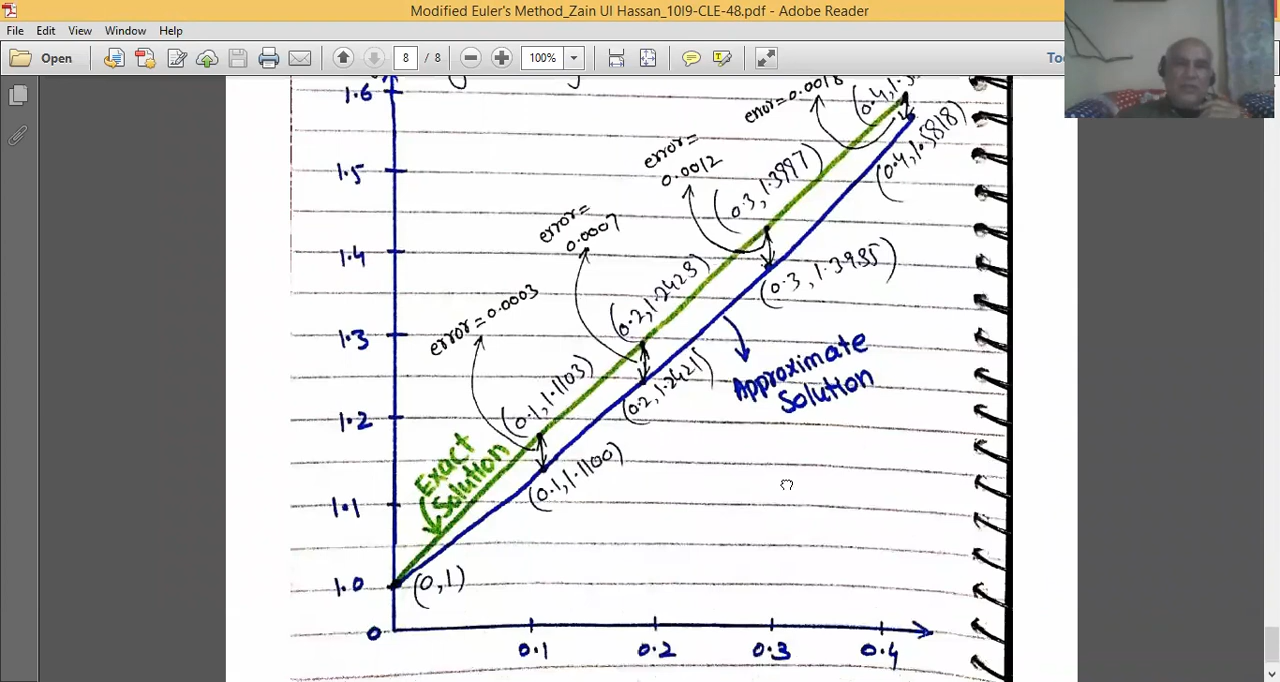 Modified Euler's Method_Zain Ul Hassan_10I9-CLE-48.pdf - Adobe Reader
File Edit View Window Help
Open 8 / 8 100%
1.6
1.5
1.4
1.3
1.2
1.1
1.0
0
0.1 0.2 0.3 0.4
error=0.0018
error=
0.0012
(0.3, 1.3997)
(0.4, 1.5818)
error=
0.0007
(0.2, 1.2428)
(0.3, 1.3985)
error=0.0003
(0.1, 1.1103)
(0.2, 1.2421)
Approximate
Solution
Exact
Solution
(0.1, 1.1100)
(0, 1)